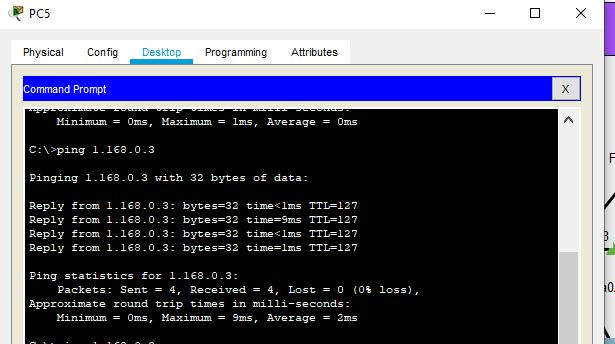 PC5
Physical Config Desktop Programming Attributes
Command Prompt X
Approximate round trip times in milli-seconds:
Minimum = 0ms, Maximum = 1ms, Average = 0ms
C:\>ping 1.168.0.3
Pinging 1.168.0.3 with 32 bytes of data:
Reply from 1.168.0.3: bytes=32 time<1ms TTL=127
Reply from 1.168.0.3: bytes=32 time=9ms TTL=127
Reply from 1.168.0.3: bytes=32 time<1ms TTL=127
Reply from 1.168.0.3: bytes=32 time<1ms TTL=127
Ping statistics for 1.168.0.3:
Packets: Sent = 4, Received = 4, Lost = 0 (0% loss),
Approximate round trip times in milli-seconds:
Minimum = 0ms, Maximum = 9ms, Average = 2ms